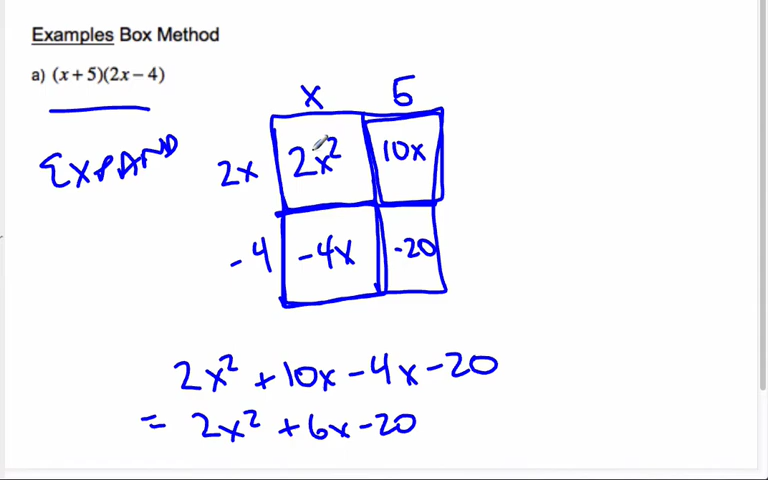 Examples Box Method
a) (x+5)(2x−4)
EXPAND
x 5
2x 2x² 10x
-4 -4x -20
2x² + 10x - 4x - 20
= 2x² + 6x - 20